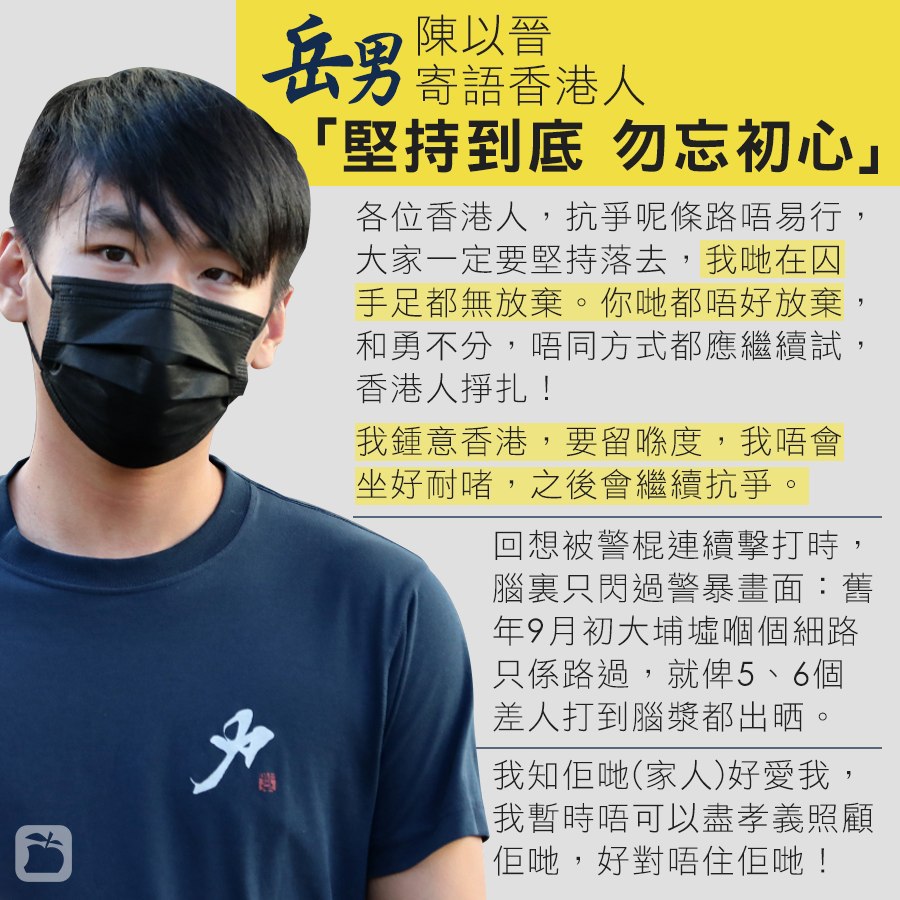 岳男
陳以晉
寄語香港人
「堅持到底 勿忘初心」
各位香港人，抗爭呢條路唔易行，
大家一定要堅持落去，我哋在囚
手足都無放棄。你哋都唔好放棄，
和勇不分，唔同方式都應繼續試，
香港人掙扎！
我鍾意香港，要留喺度，我唔會
坐好耐啫，之後會繼續抗爭。
回想被警棍連續擊打時，
腦裏只閃過警暴畫面：舊
年9月初大埔墟嗰個細路
只係路過，就俾5、6個
差人打到腦漿都出晒。
我知佢哋(家人)好愛我，
我暫時唔可以盡孝義照顧
佢哋，好對唔住佢哋！